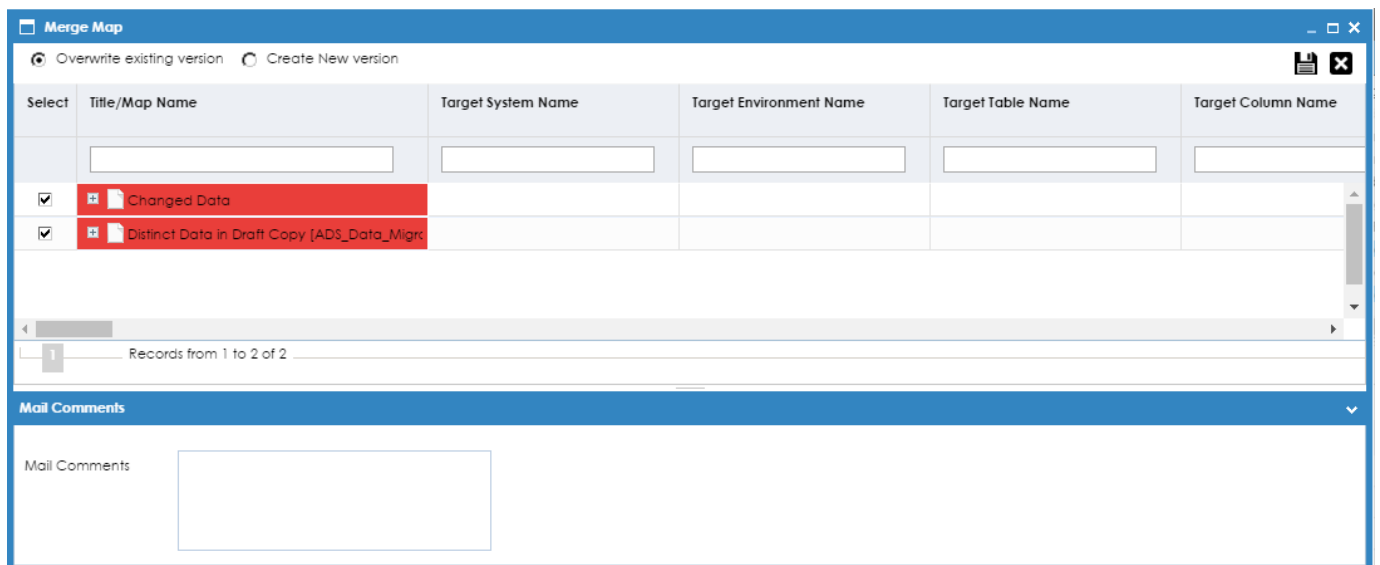 Merge Map
Overwrite existing version Create New version
Select Title/Map Name Target System Name Target Environment Name Target Table Name Target Column Name
Changed Data
Distinct Data in Draft Copy [ADS_Data_Migra
1 Records from 1 to 2 of 2
Mail Comments
Mail Comments